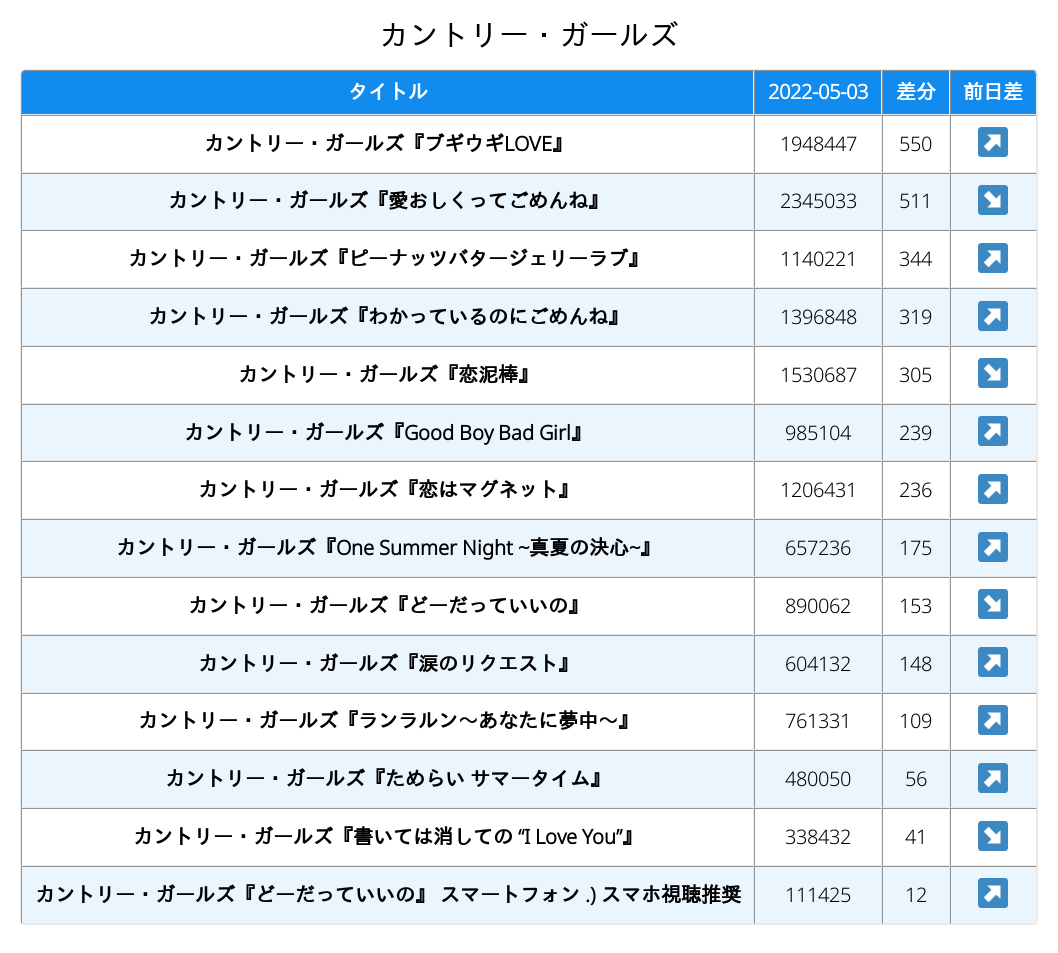 カントリー・ガールズ
タイトル 2022-05-03 差分 前日差
カントリー・ガールズ『ブギウギLOVE』 1948447 550
カントリー・ガールズ『愛おしくってごめんね』 2345033 511
カントリー・ガールズ『ピーナッツバタージェリーラブ』 1140221 344
カントリー・ガールズ『わかっているのにごめんね』 1396848 319
カントリー・ガールズ『恋泥棒』 1530687 305
カントリー・ガールズ『Good Boy Bad Girl』 985104 239
カントリー・ガールズ『恋はマグネット』 1206431 236
カントリー・ガールズ『One Summer Night ~真夏の決心~』 657236 175
カントリー・ガールズ『どーだっていいの』 890062 153
カントリー・ガールズ『涙のリクエスト』 604132 148
カントリー・ガールズ『ランラルン〜あなたに夢中〜』 761331 109
カントリー・ガールズ『ためらい サマータイム』 480050 56
カントリー・ガールズ『書いては消しての “I Love You”』 338432 41
カントリー・ガールズ『どーだっていいの』 スマートフォン .) スマホ視聴推奨 111425 12